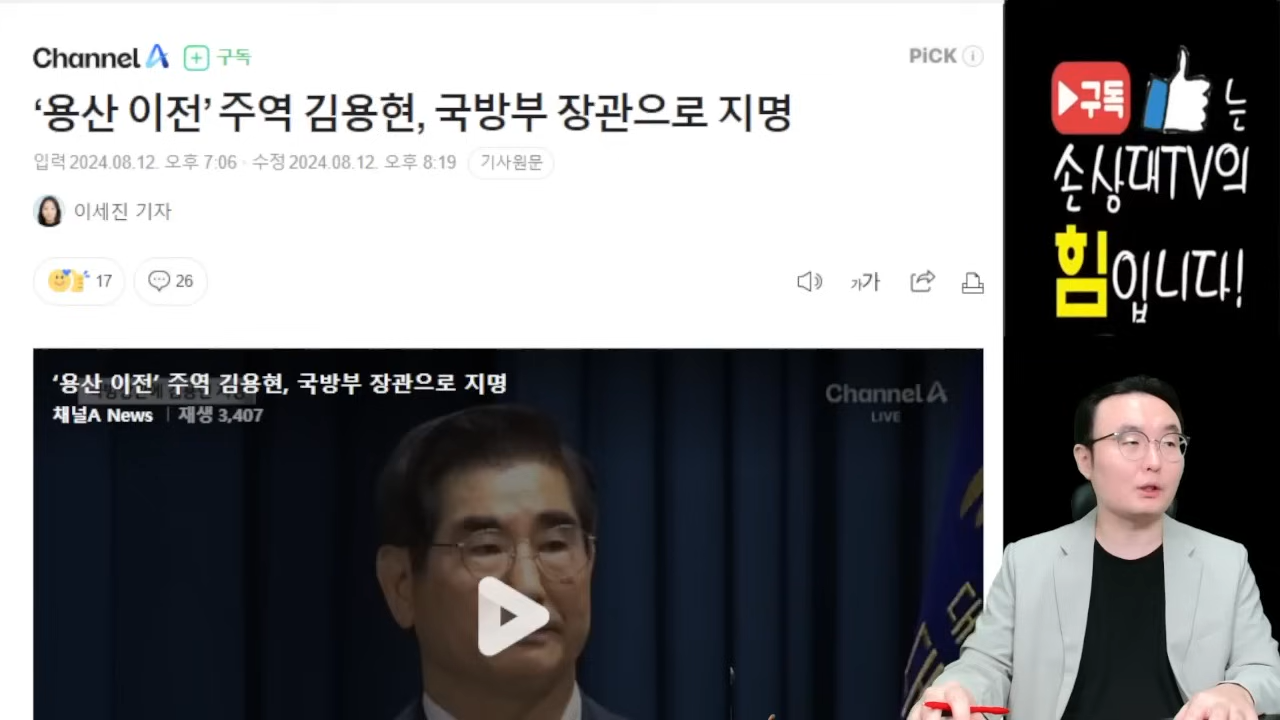 Channel A + 구독
PiCK i
‘용산 이전’ 주역 김용현, 국방부 장관으로 지명
입력 2024.08.12. 오후 7:06 · 수정 2024.08.12. 오후 8:19 기사원문
이세진 기자
17 26
가가
‘용산 이전’ 주역 김용현, 국방부 장관으로 지명
채널A News | 재생 3,407
Channel A
LIVE
구독 는
손상대TV의
힘입니다!